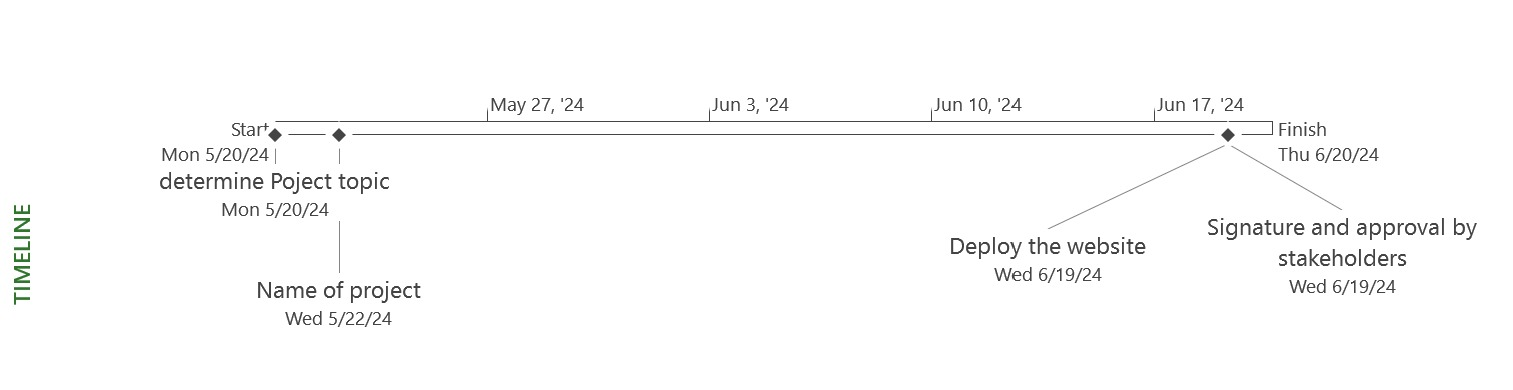 May 27, '24
Jun 3, '24
Jun 10, '24
Jun 17, '24
Start
Mon 5/20/24
Finish
Thu 6/20/24
determine Poject topic
Mon 5/20/24
Name of project
Wed 5/22/24
Deploy the website
Wed 6/19/24
Signature and approval by
stakeholders
Wed 6/19/24
TIMELINE